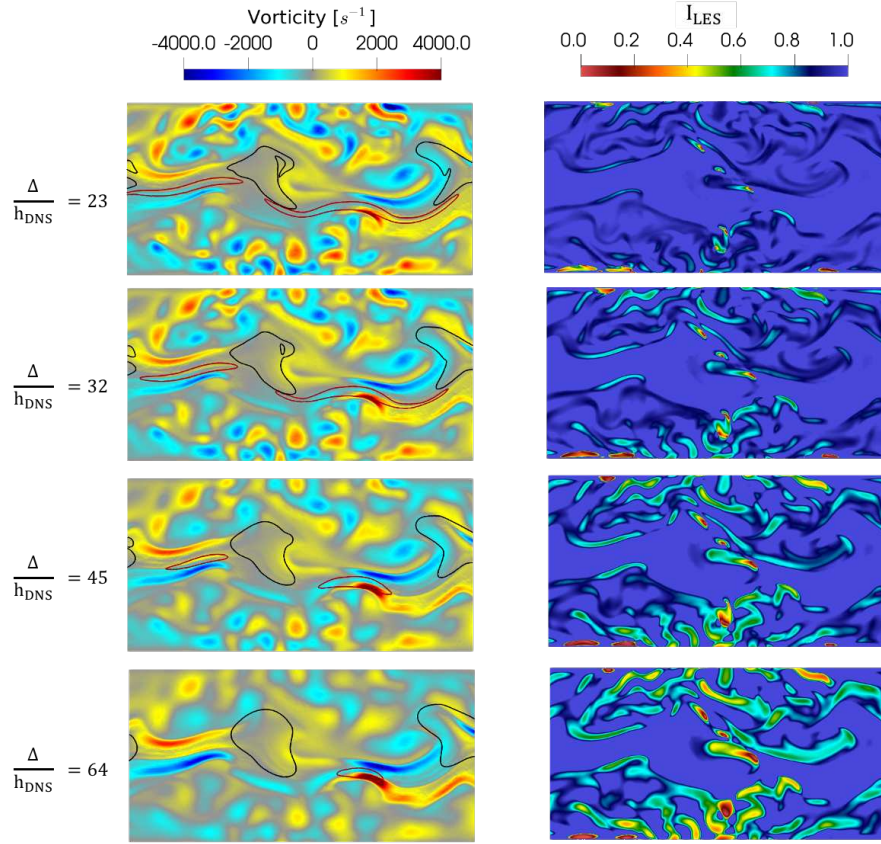 Vorticity [s⁻¹]
-4000.0 -2000 0 2000 4000.0
I_LES
0.0 0.2 0.4 0.6 0.8 1.0
Δ/h_DNS = 23
Δ/h_DNS = 32
Δ/h_DNS = 45
Δ/h_DNS = 64